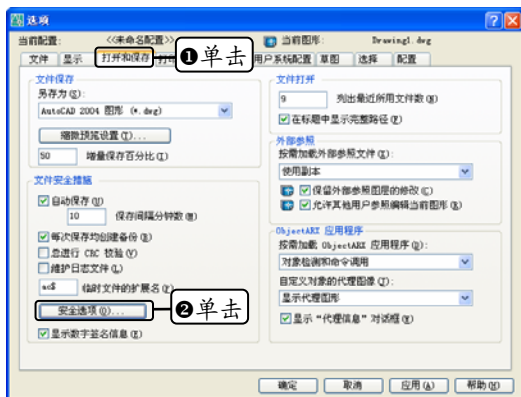 选项
当前配置: <<未命名配置>> 当前图形: Drawing1.dwg
文件 显示 打开和保存 ❶单击 用户系统配置 草图 选择 配置
文件保存
另存为(S):
AutoCAD 2004 图形 (*.dwg)
缩微预览设置(T)...
50 增量保存百分比(I)
文件安全措施
自动保存(U)
10 保存间隔分钟数(M)
每次保存均创建备份(B)
总进行 CRC 校验(V)
维护日志文件(L)
ac$ 临时文件的扩展名(P)
安全选项(O)... ❷单击
显示数字签名信息(E)
文件打开
9 列出最近所用文件数(N)
在标题中显示完整路径(F)
外部参照
按需加载外部参照文件(X):
使用副本
保留外部参照图层的修改(C)
允许其他用户参照编辑当前图形(R)
ObjectARX 应用程序
按需加载 ObjectARX 应用程序(D):
对象检测和命令调用
自定义对象的代理图像(J):
显示代理图形
显示“代理信息”对话框(W)
确定 取消 应用(A) 帮助(H)